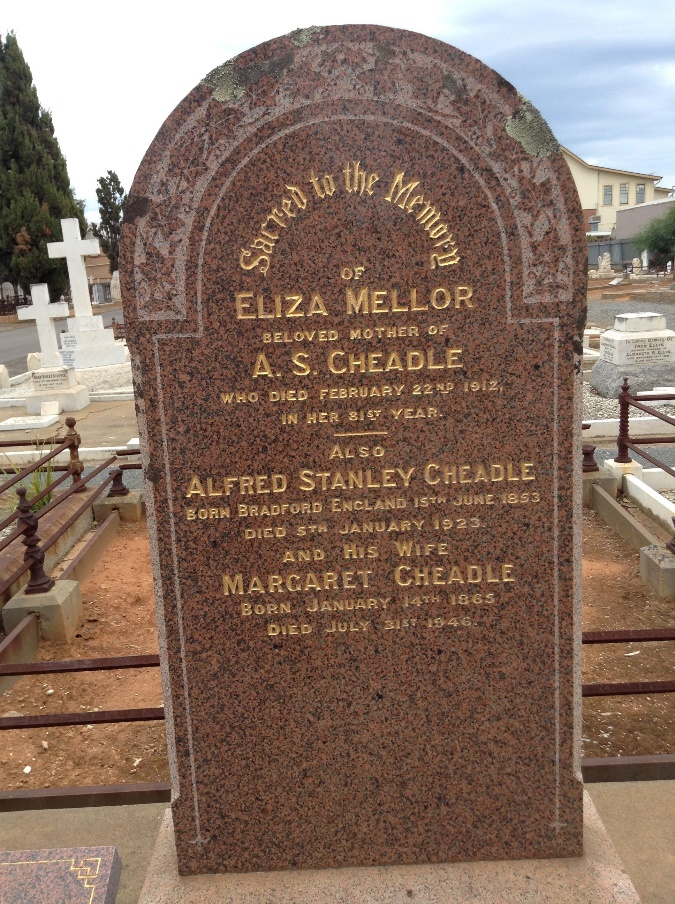 Sacred to the Memory
OF
ELIZA MELLOR
BELOVED MOTHER OF
A. S. CHEADLE
WHO DIED FEBRUARY 22ND 1912,
IN HER 81ST YEAR.
ALSO
ALFRED STANLEY CHEADLE
BORN BRADFORD ENGLAND 15TH JUNE 1853
DIED 5TH JANUARY 1923.
AND HIS WIFE
MARGARET CHEADLE
BORN JANUARY 14TH 1865
DIED JULY 31ST 1946.